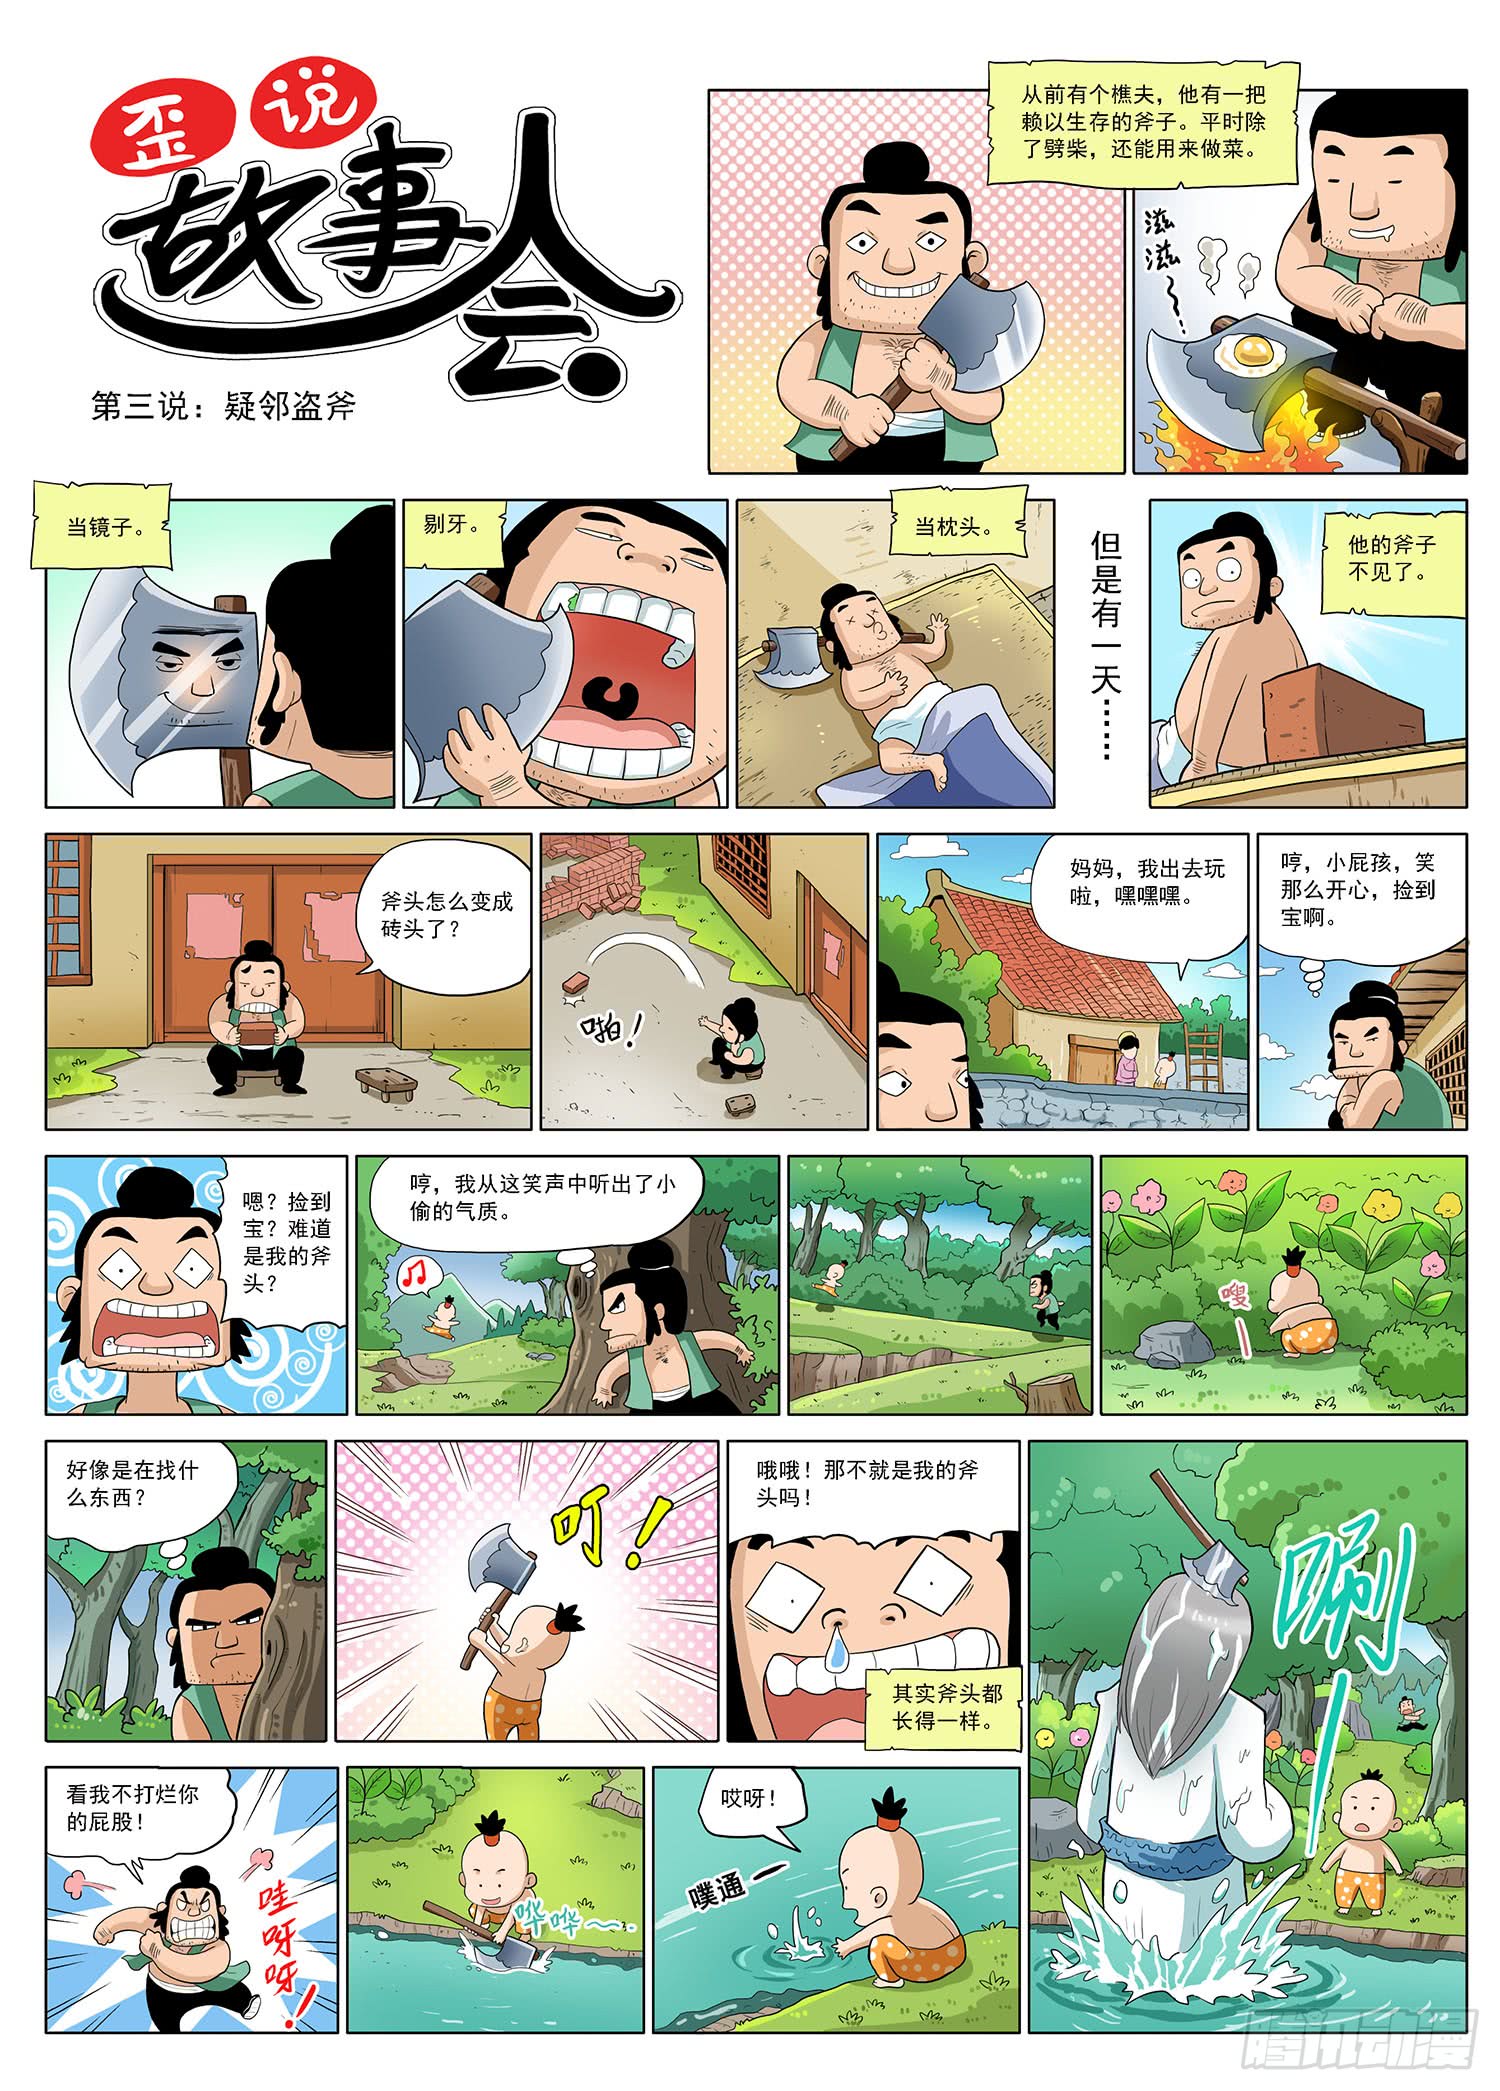 歪说
故事会
第三说：疑邻盗斧
从前有个樵夫，他有一把
赖以生存的斧子。平时除
了劈柴，还能用来做菜。
滋
滋～
当镜子。
剔牙。
当枕头。
但是有一天……
他的斧子
不见了。
斧头怎么变成
砖头了？
啪！
妈妈，我出去玩
啦，嘿嘿嘿。
哼，小屁孩，笑
那么开心，捡到
宝啊。
嗯？捡到
宝？难道
是我的斧
头？
哼，我从这笑声中听出了小
偷的气质。
嗖
好像是在找什
么东西？
叮！
哦哦！那不就是我的斧
头吗！
其实斧头都
长得一样。
唰
看我不打烂你
的屁股！
哇呀呀！
哗哗～
哎呀！
噗通
腾讯动漫